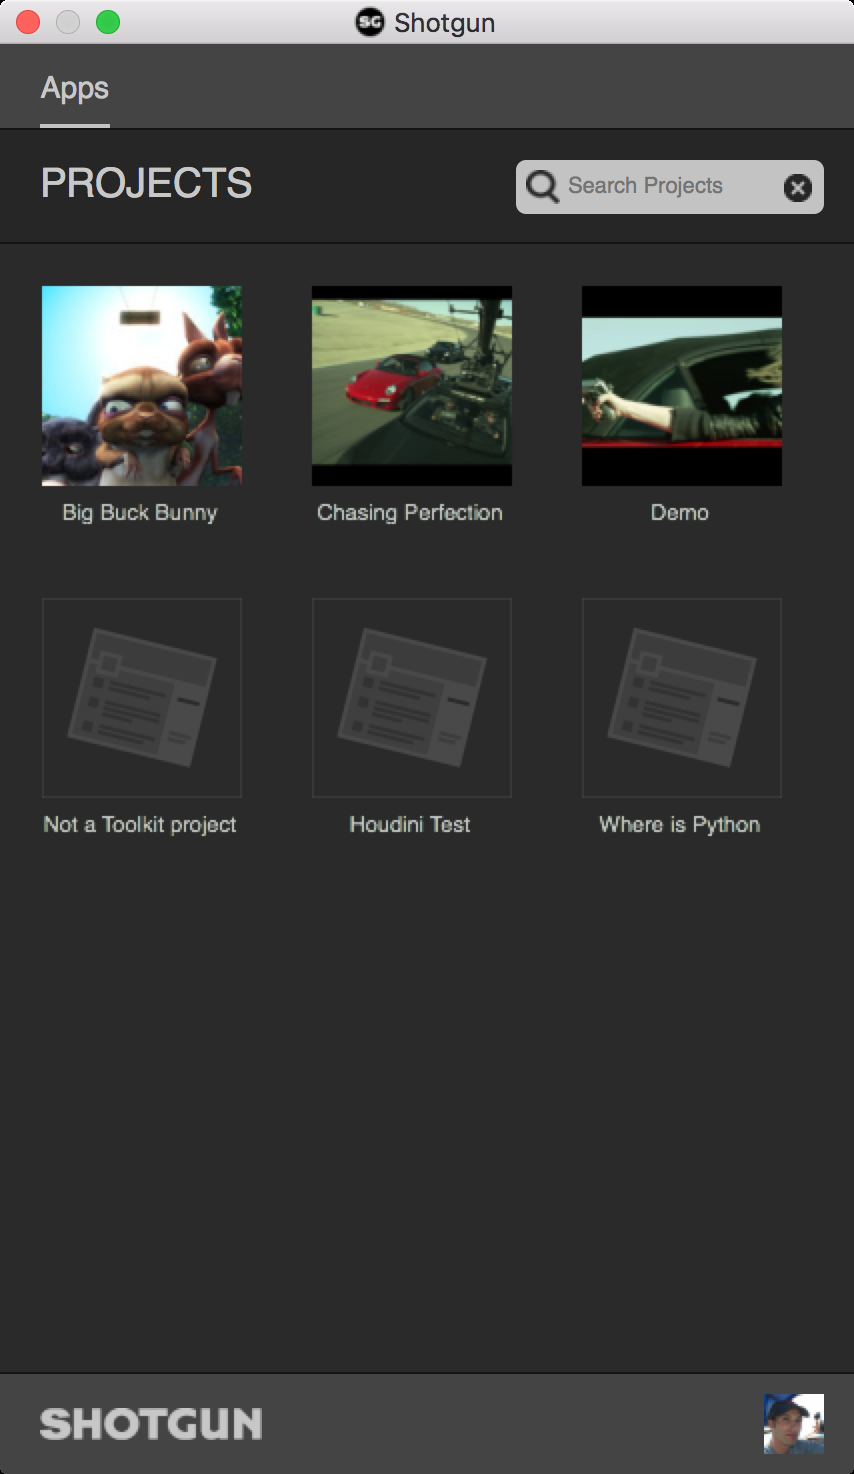 SG Shotgun
Apps
PROJECTS
Search Projects
Big Buck Bunny
Chasing Perfection
Demo
Not a Toolkit project
Houdini Test
Where is Python
SHOTGUN